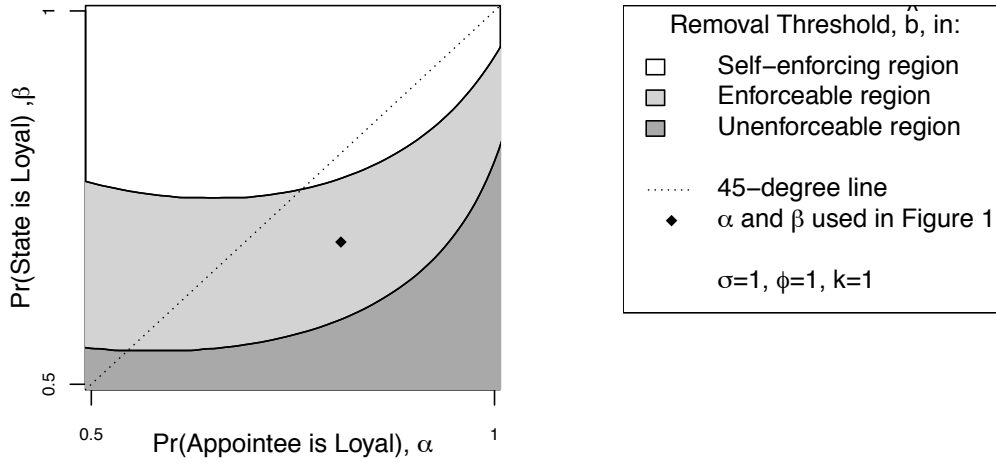 1
Pr(State is Loyal) ,β
0.5
0.5
1
Pr(Appointee is Loyal), α
Removal Threshold, b̂, in:
Self−enforcing region
Enforceable region
Unenforceable region
45−degree line
α and β used in Figure 1
σ=1, ϕ=1, k=1